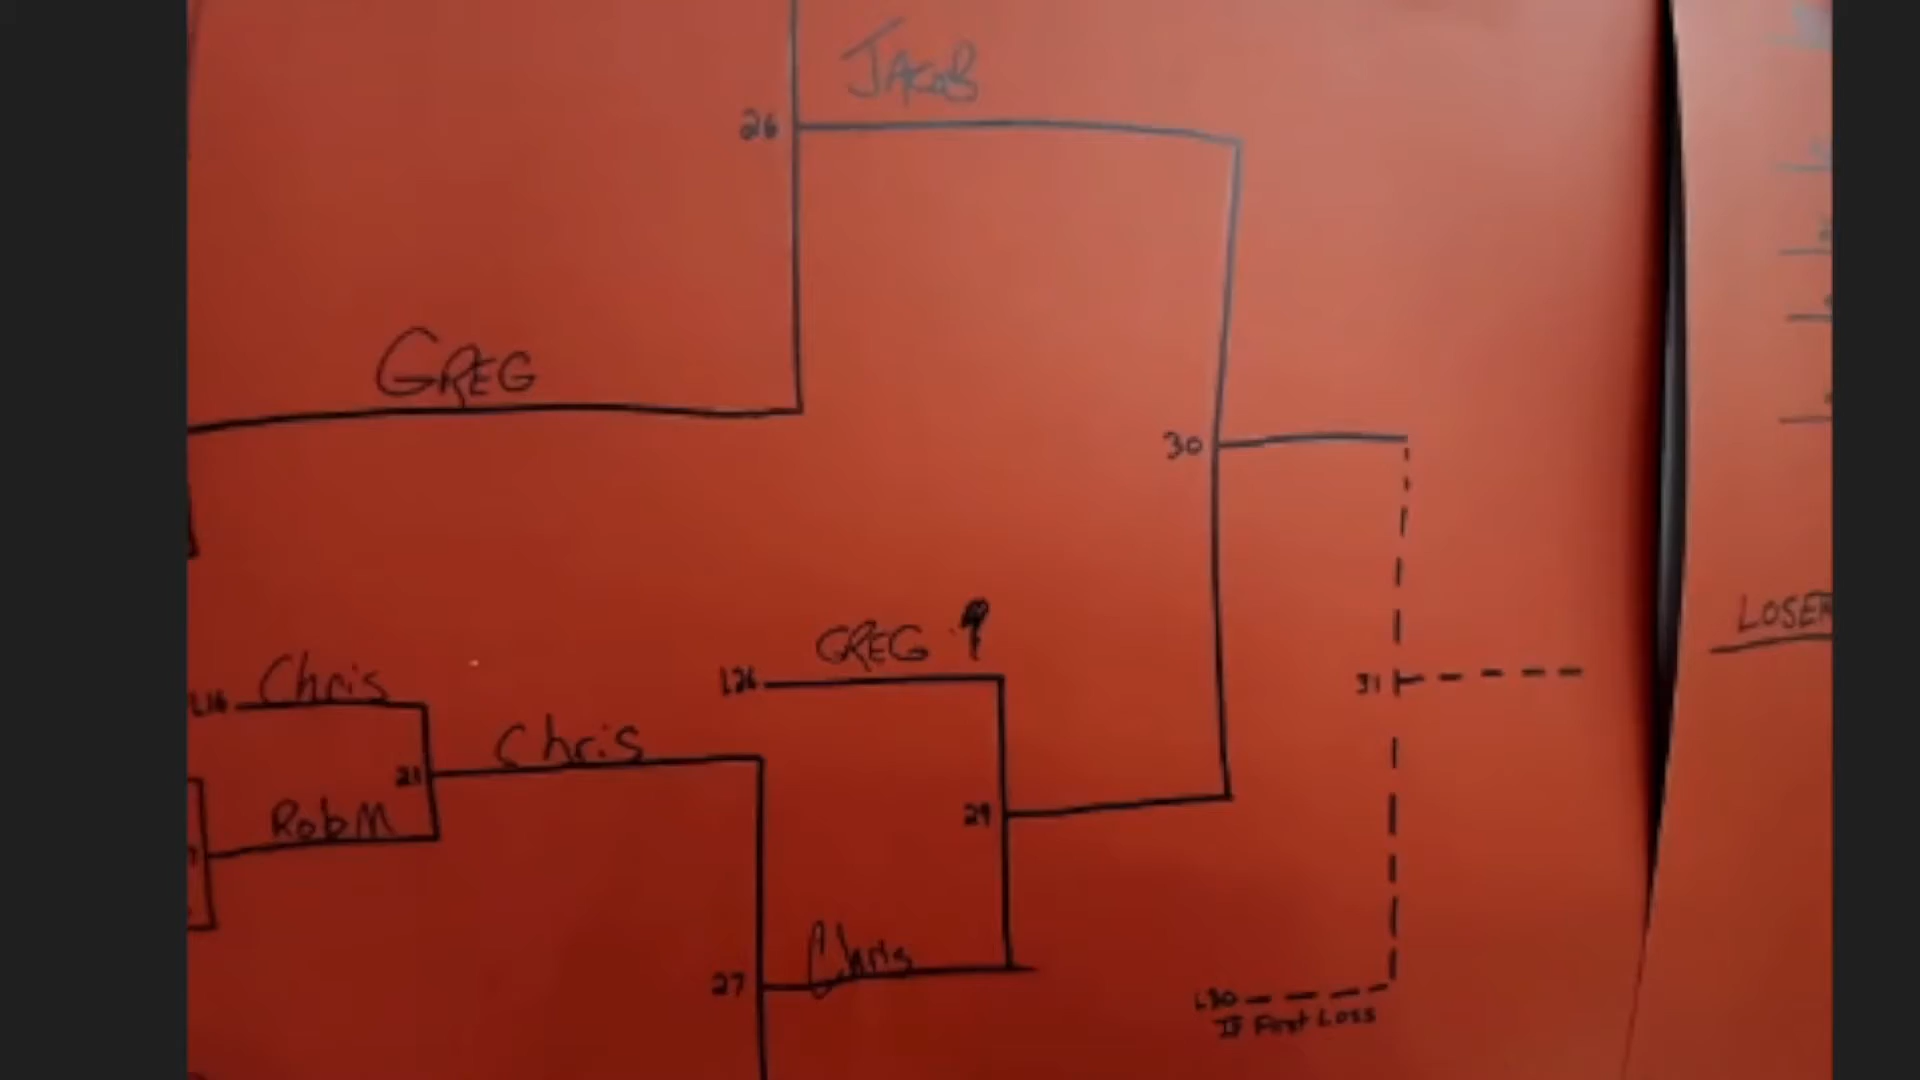 JACOB
26
GREG
30
GREG
L26
Chris
L16
Chris
21
RobM
31
29
LOSER
Chris
27
L30
IF First Loss